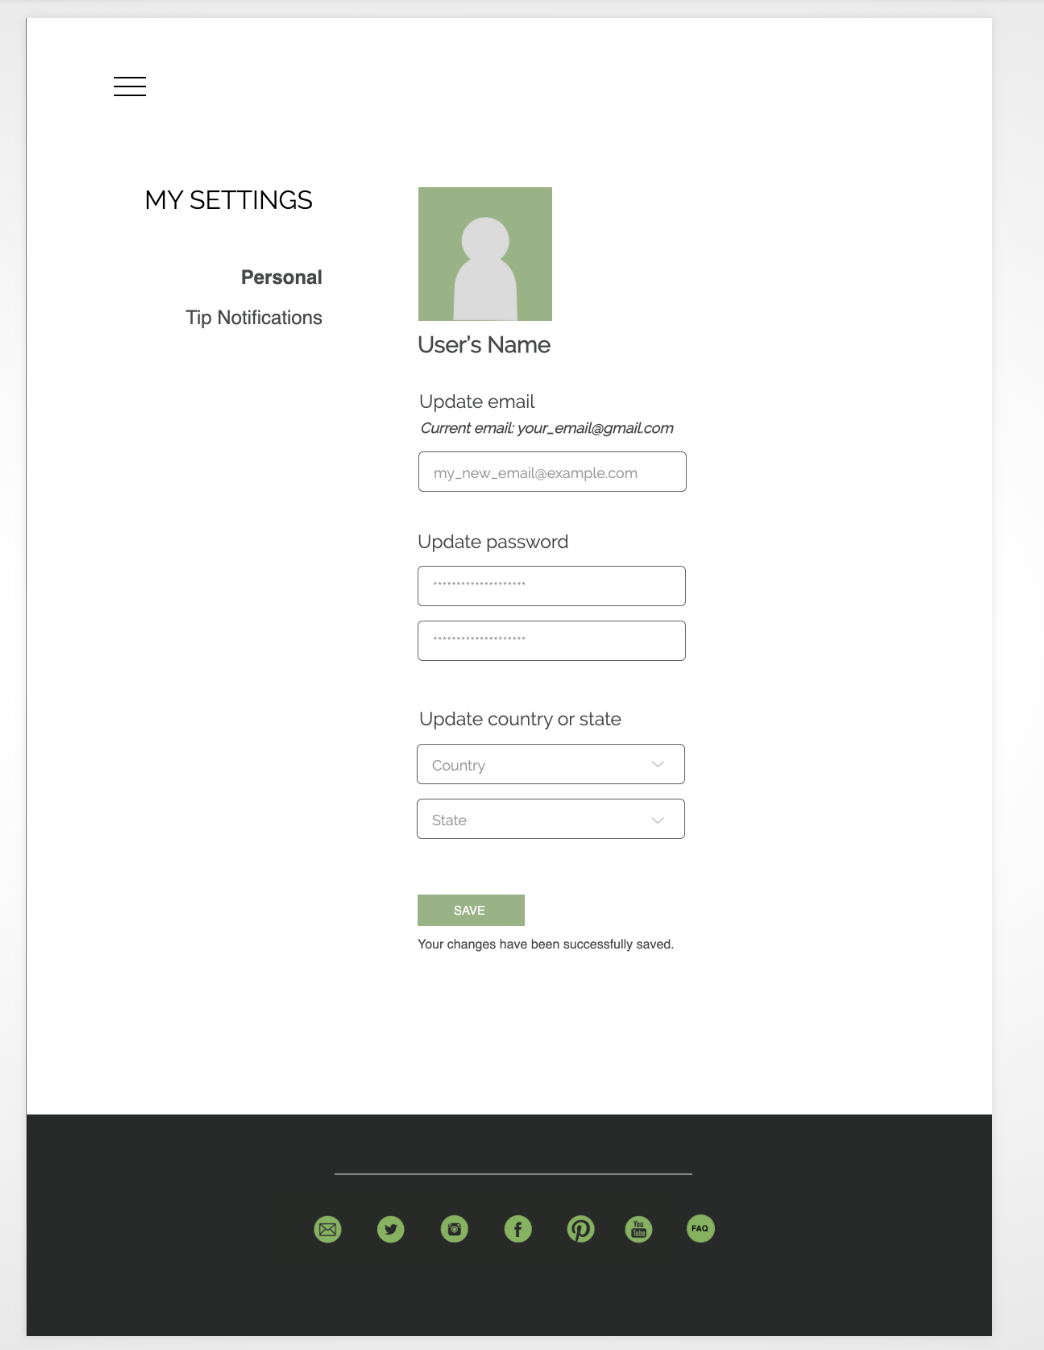 MY SETTINGS
Personal
Tip Notifications
User's Name
Update email
Current email: your_email@gmail.com
my_new_email@example.com
Update password
********************
********************
Update country or state
Country
State
SAVE
Your changes have been successfully saved.
You
Tube
FAQ